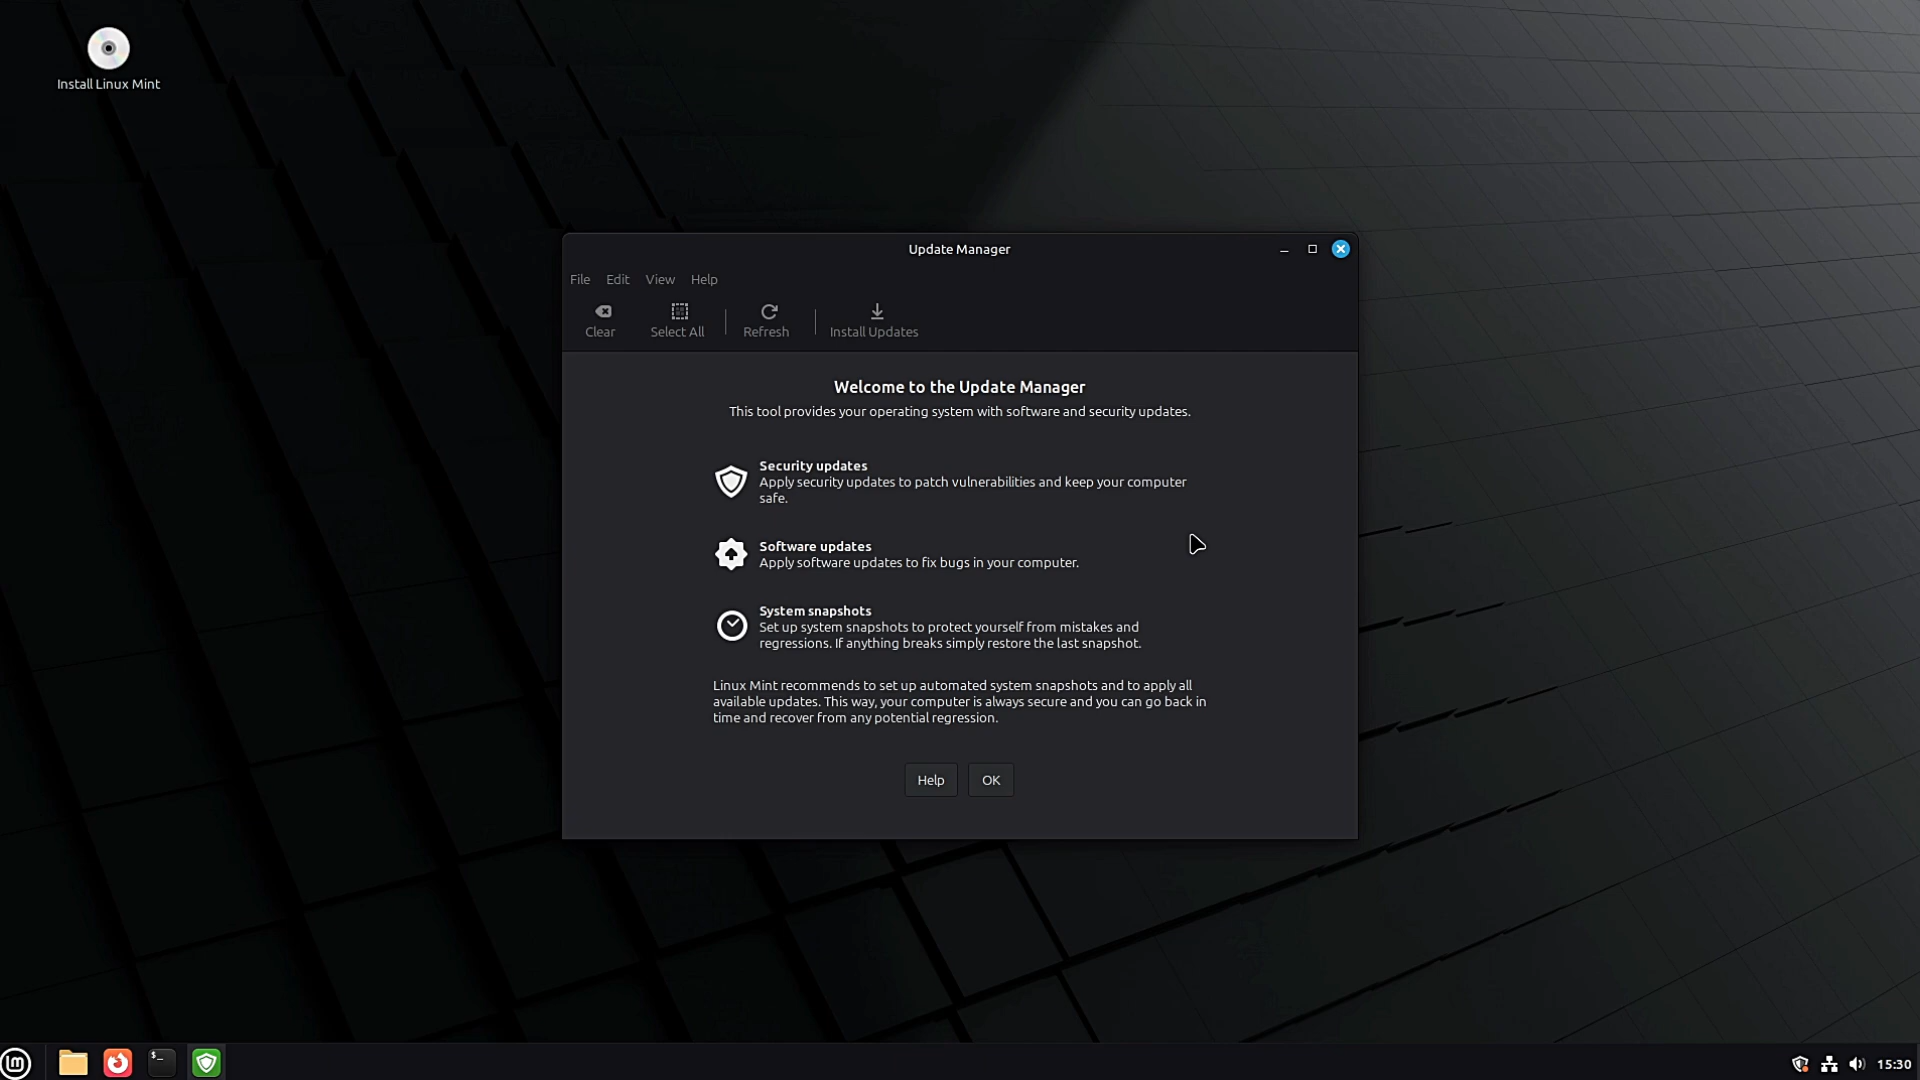 Install Linux Mint
Update Manager
File Edit View Help
Clear Select All Refresh Install Updates
Welcome to the Update Manager
This tool provides your operating system with software and security updates.
Security updates
Apply security updates to patch vulnerabilities and keep your computer
safe.
Software updates
Apply software updates to fix bugs in your computer.
System snapshots
Set up system snapshots to protect yourself from mistakes and
regressions. If anything breaks simply restore the last snapshot.
Linux Mint recommends to set up automated system snapshots and to apply all
available updates. This way, your computer is always secure and you can go back in
time and recover from any potential regression.
Help OK
$_
15:30